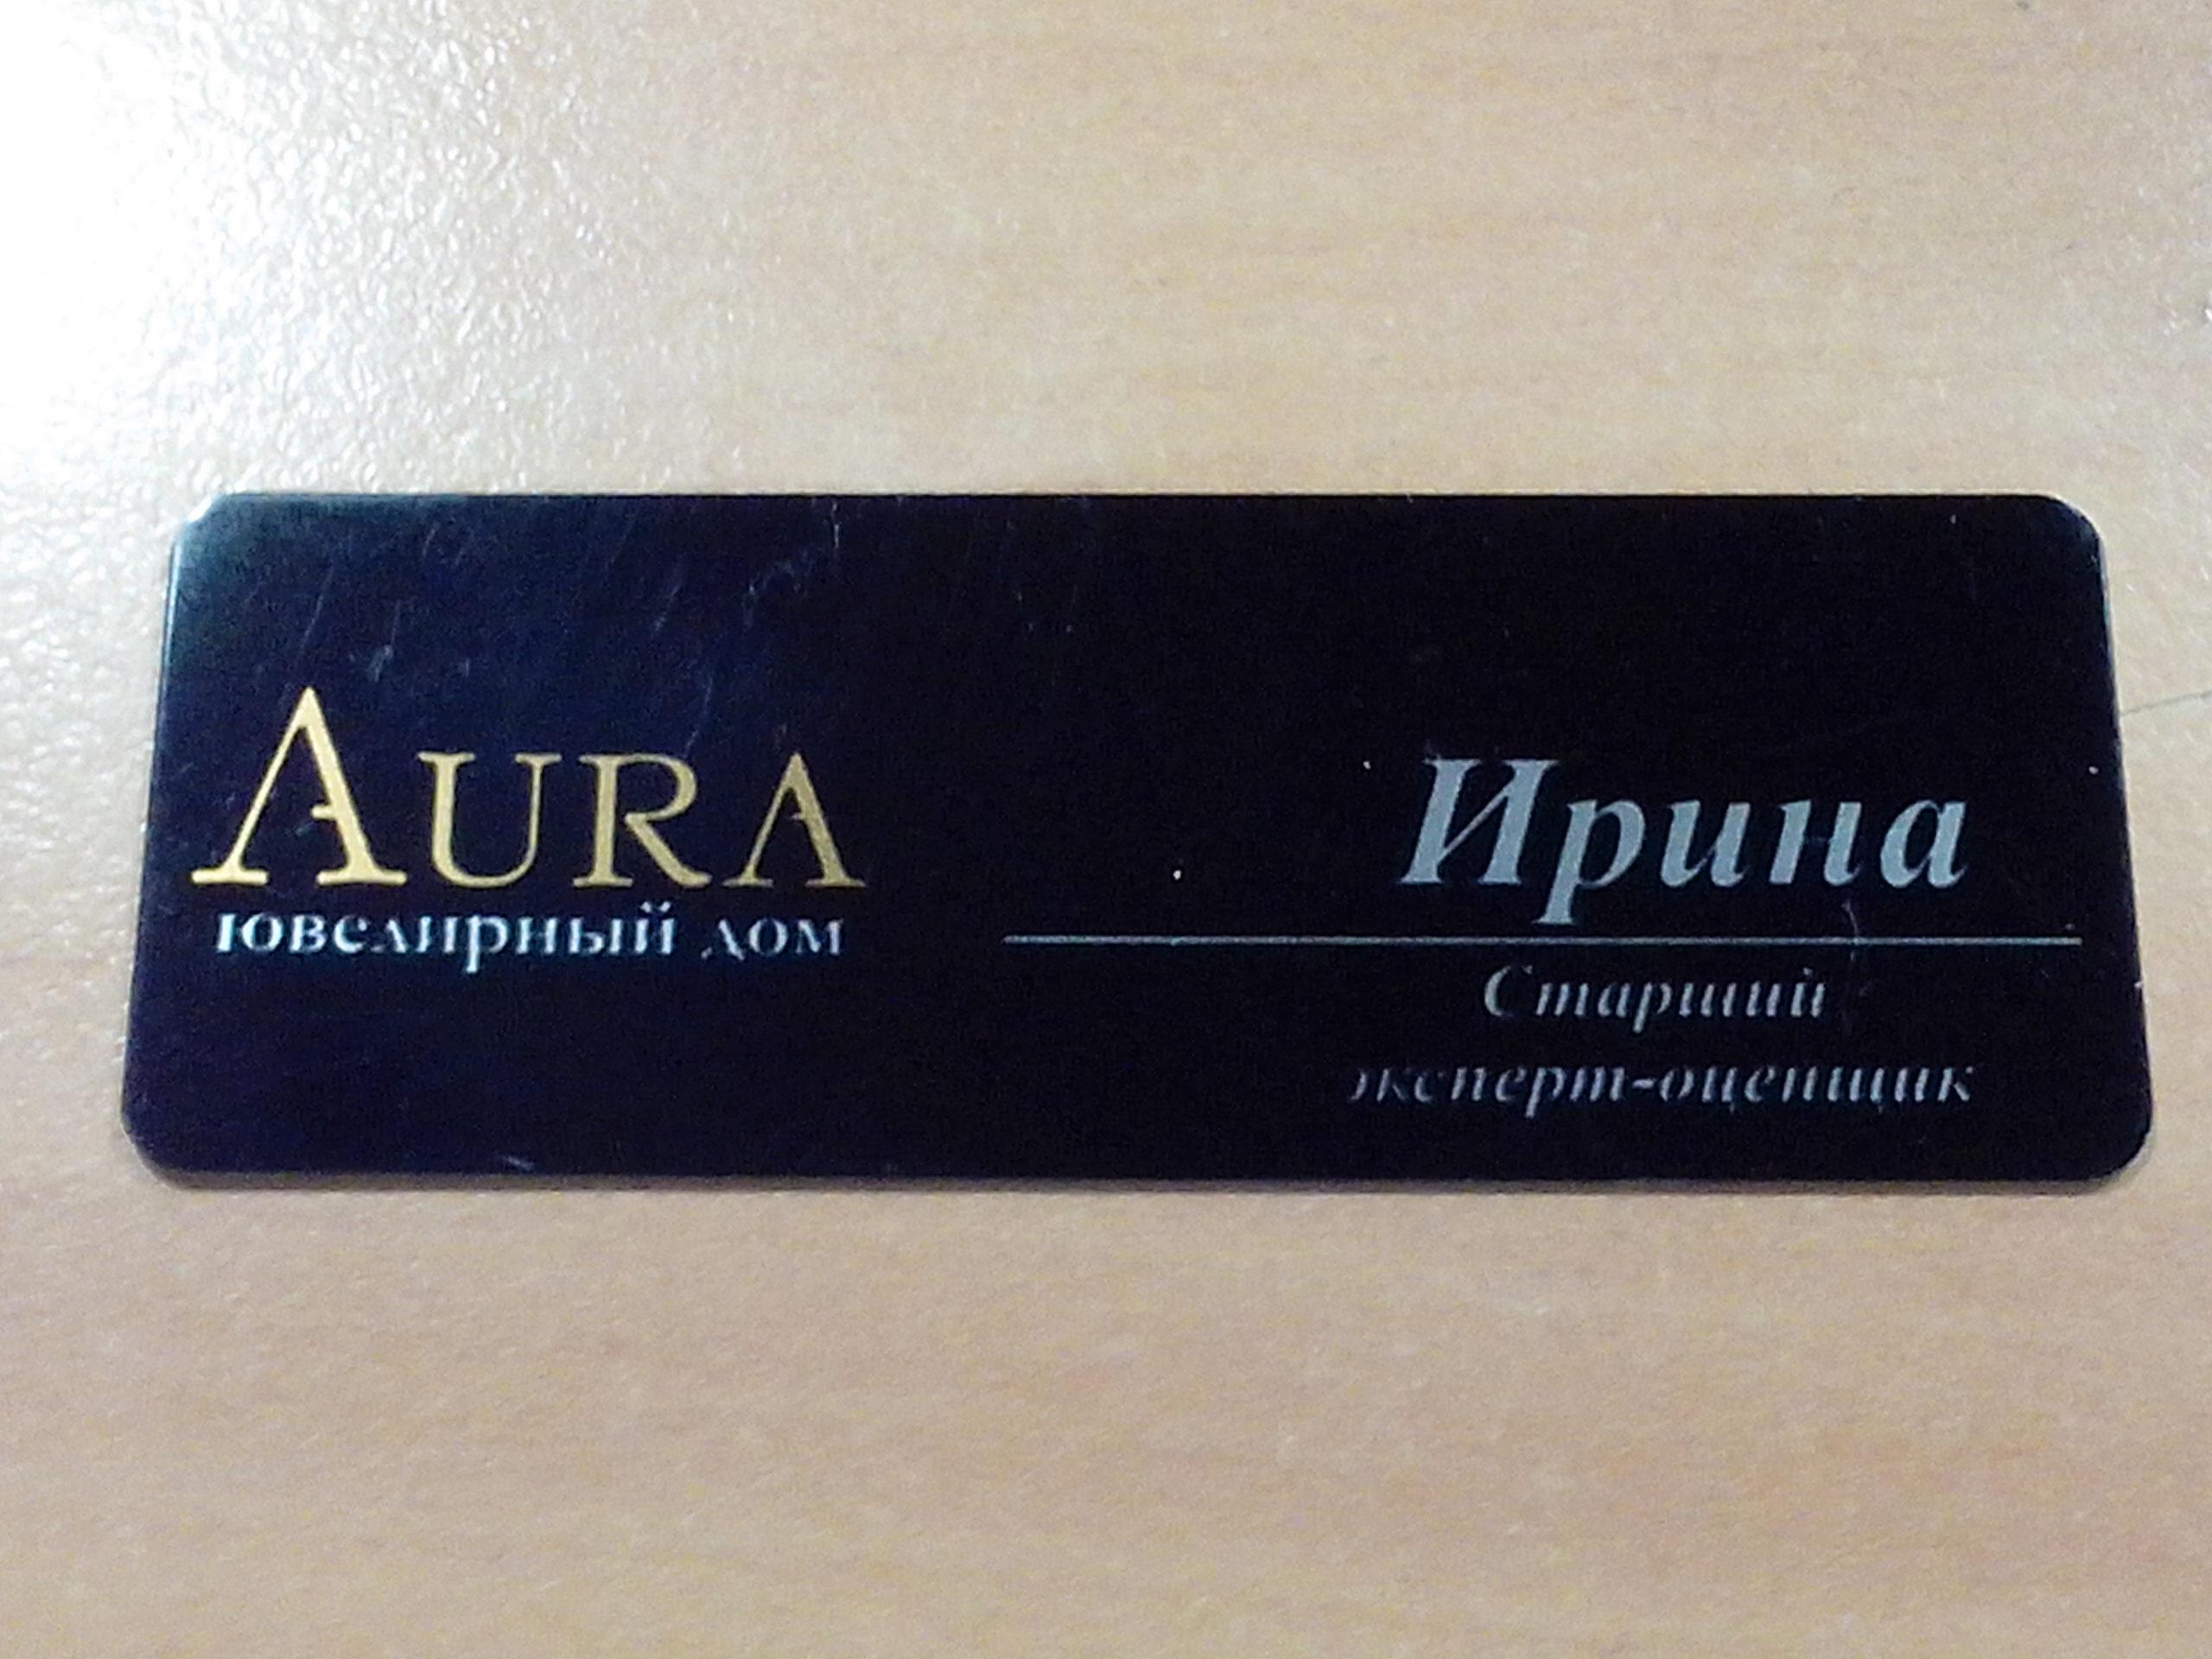 AURA
ювелирный дом
Ирина
Старший
эксперт-оценщик